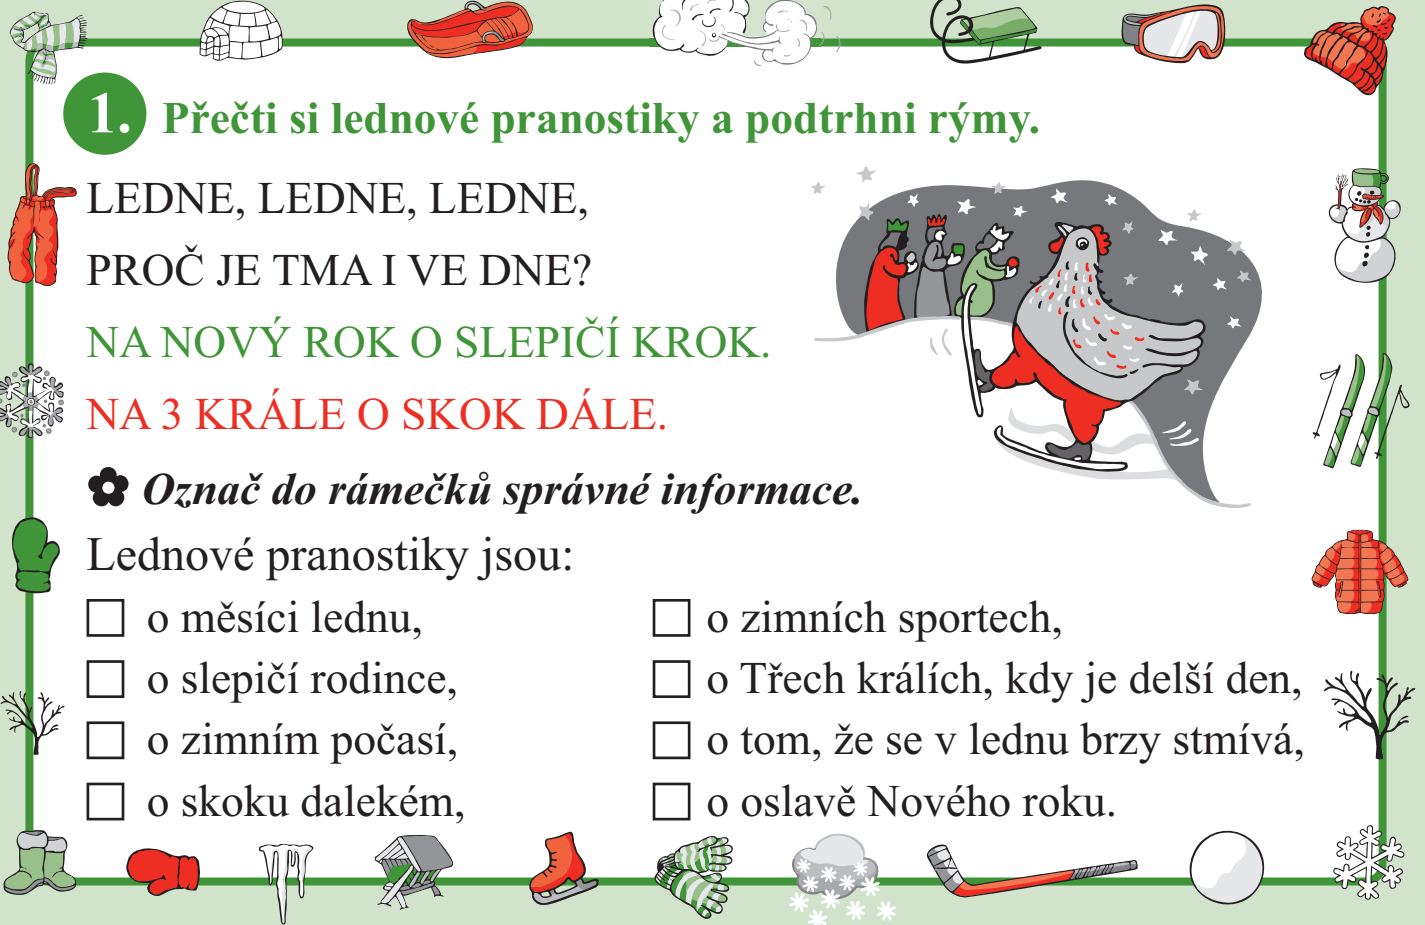 1. Přečti si lednové pranostiky a podtrhni rýmy.
LEDNE, LEDNE, LEDNE,
PROČ JE TMA I VE DNE?
NA NOVÝ ROK O SLEPIČÍ KROK.
NA 3 KRÁLE O SKOK DÁLE.
Označ do rámečků správné informace.
Lednové pranostiky jsou:
o měsíci lednu,
o slepičí rodince,
o zimním počasí,
o skoku dalekém,
o zimních sportech,
o Třech králích, kdy je delší den,
o tom, že se v lednu brzy stmívá,
o oslavě Nového roku.